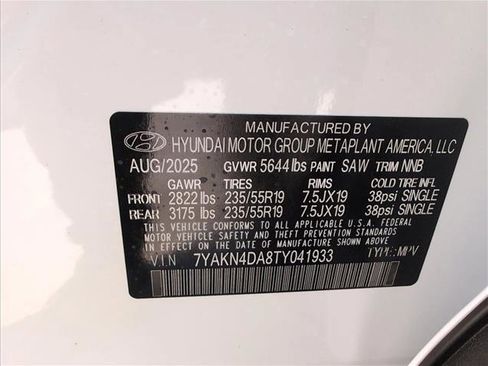 MANUFACTURED BY
HYUNDAI MOTOR GROUP METAPLANT AMERICA, LLC
AUG/2025 GVWR 5644 lbs PAINT SAW TRIM NNB
GAWR TIRES RIMS COLD TIRE INFL
FRONT 2822 lbs 235/55R19 7.5JX19 38psi SINGLE
REAR 3175 lbs 235/55R19 7.5JX19 38psi SINGLE
THIS VEHICLE CONFORMS TO ALL APPLICABLE U.S.A. FEDERAL
MOTOR VEHICLE SAFETY AND THEFT PREVENTION STANDARDS
IN EFFECT ON THE DATE OF MANUFACTURE SHOWN ABOVE.
VIN 7YAKN4DA8TY041933 TYPE:MPV